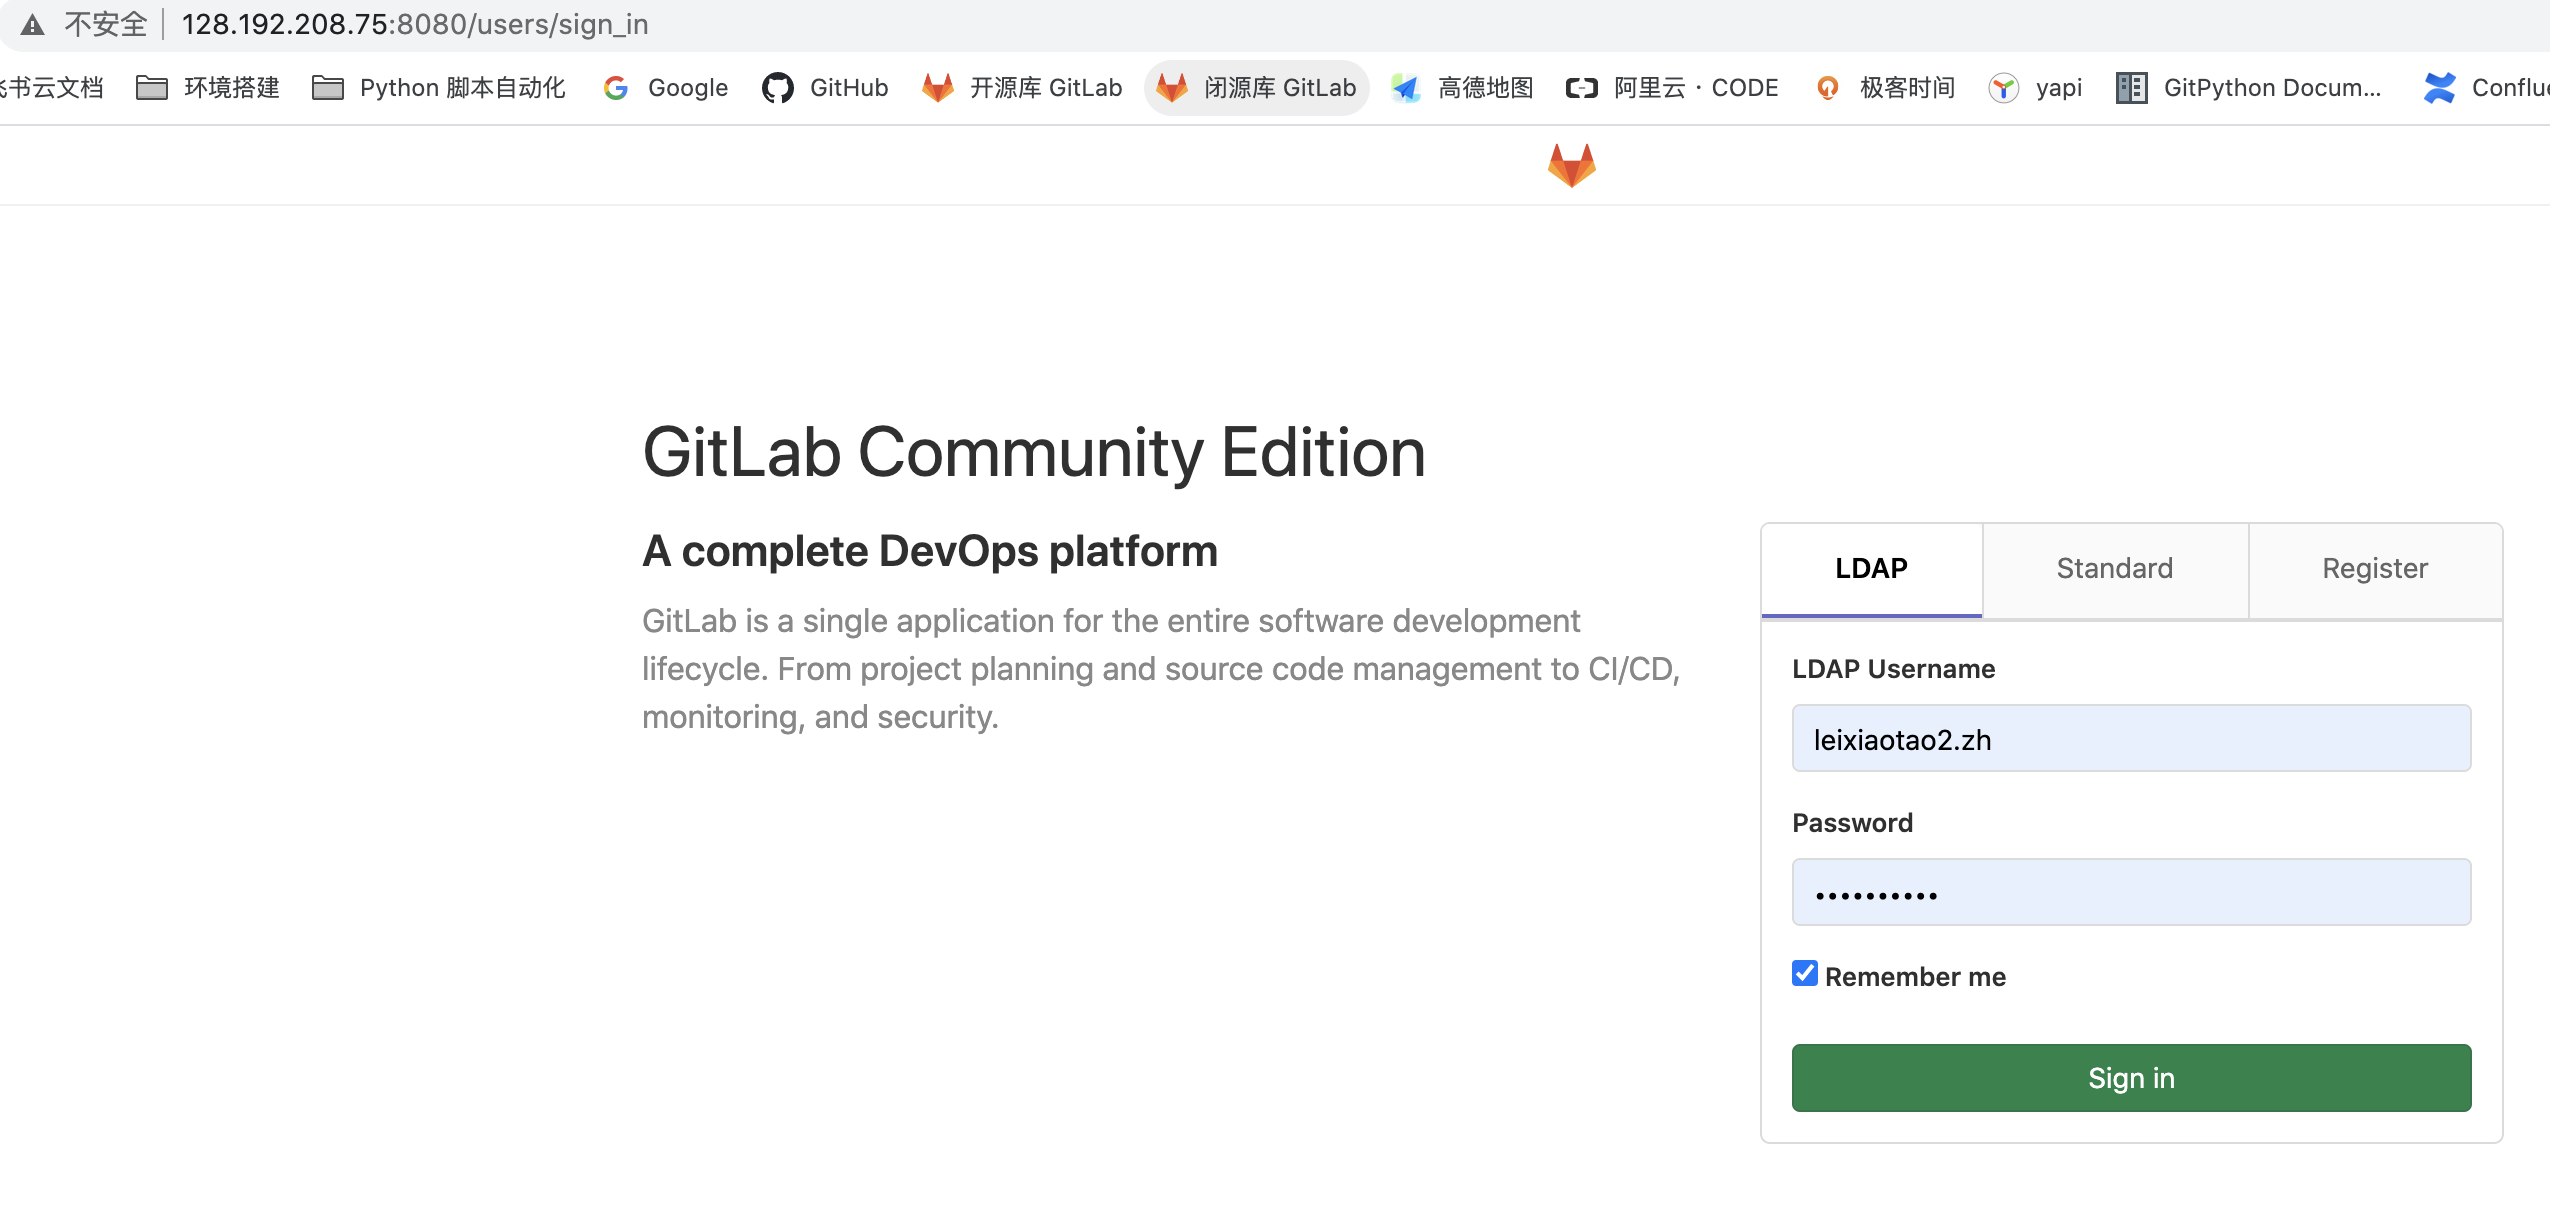 不安全 128.192.208.75:8080/users/sign_in
书云文档 环境搭建 Python 脚本自动化 Google GitHub 开源库 GitLab 闭源库 GitLab 高德地图 阿里云 · CODE 极客时间 yapi GitPython Docum... Conflue
GitLab Community Edition
A complete DevOps platform
GitLab is a single application for the entire software development
lifecycle. From project planning and source code management to CI/CD,
monitoring, and security.
LDAP Standard Register
LDAP Username
leixiaotao2.zh
Password
••••••••••
Remember me
Sign in